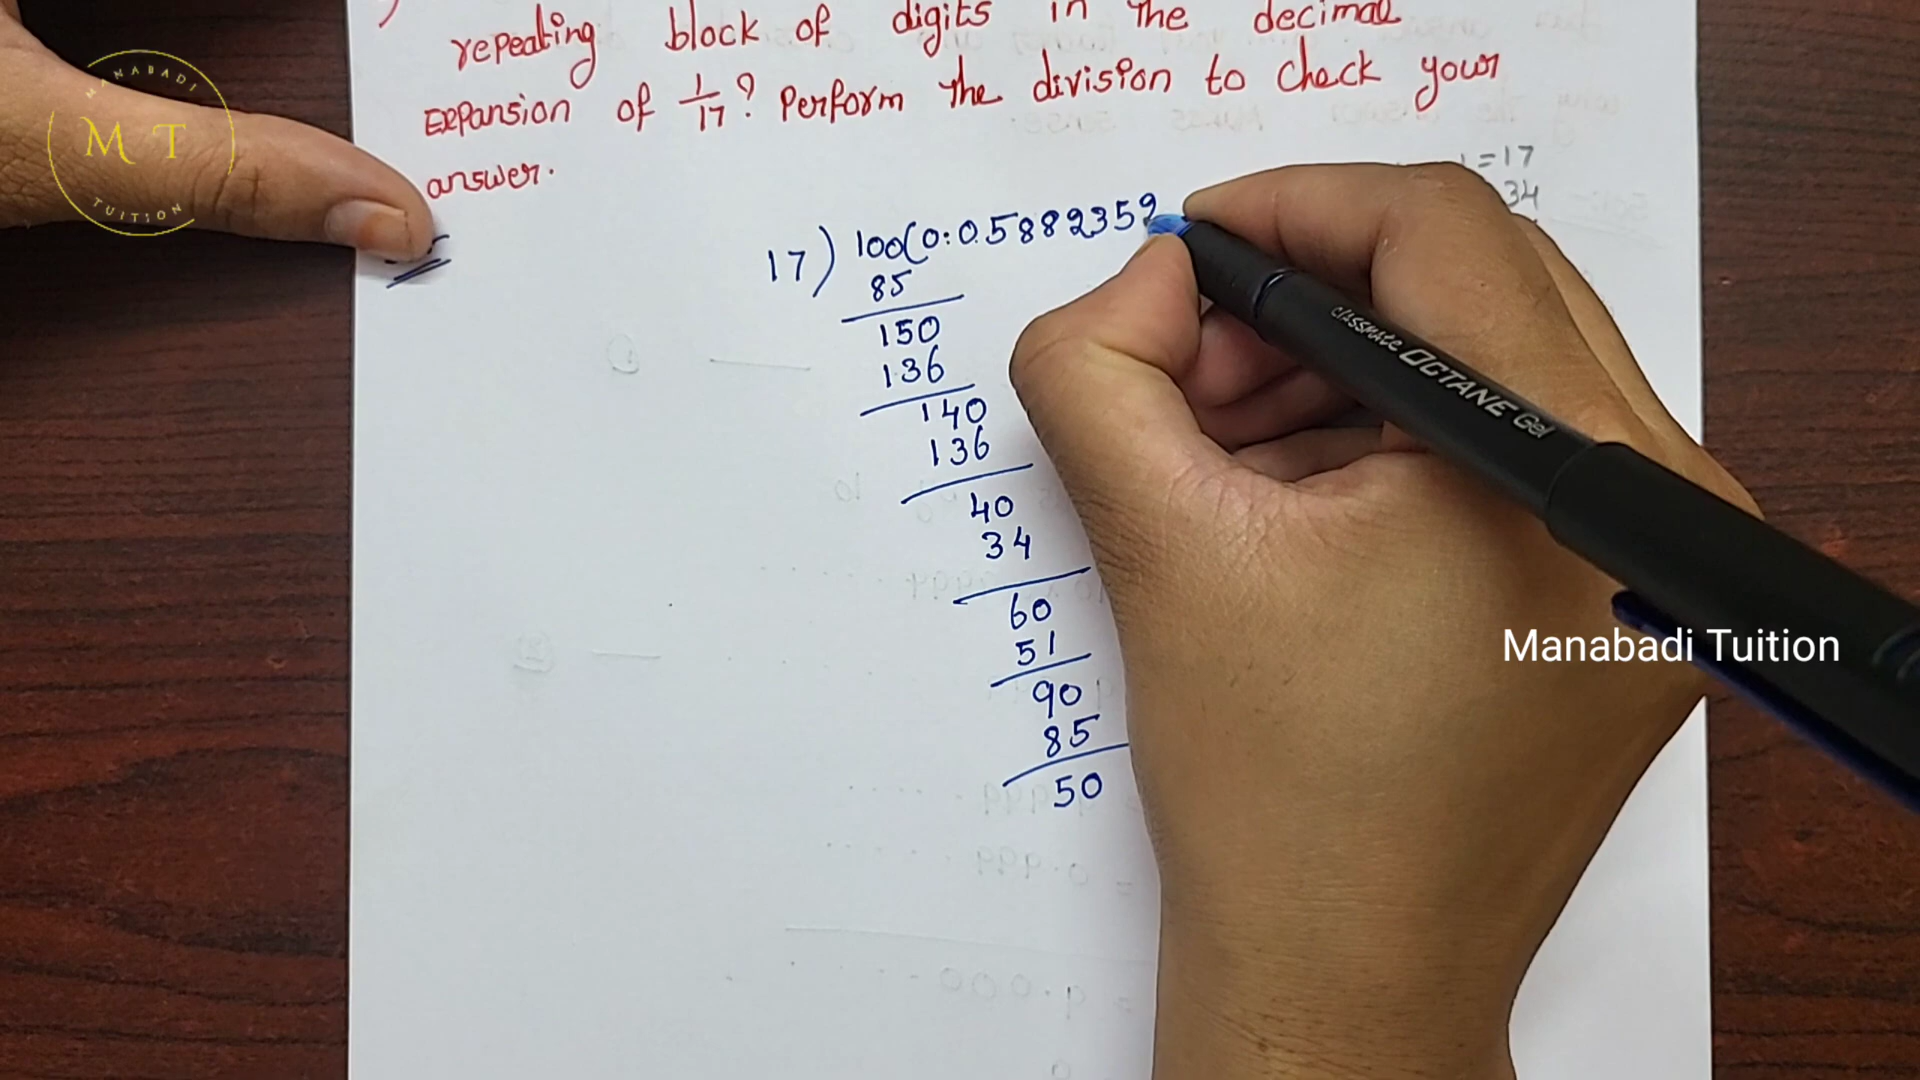 repeating block of digits in the decimal
Expansion of 1/17? Perform the division to check your
answer.
MANABADI
M T
TUITION
=17
34
17) 100(0.05882359
85
150
136
140
136
40
34
60
51
90
85
50
classmate OCTANE Gel
Manabadi Tuition